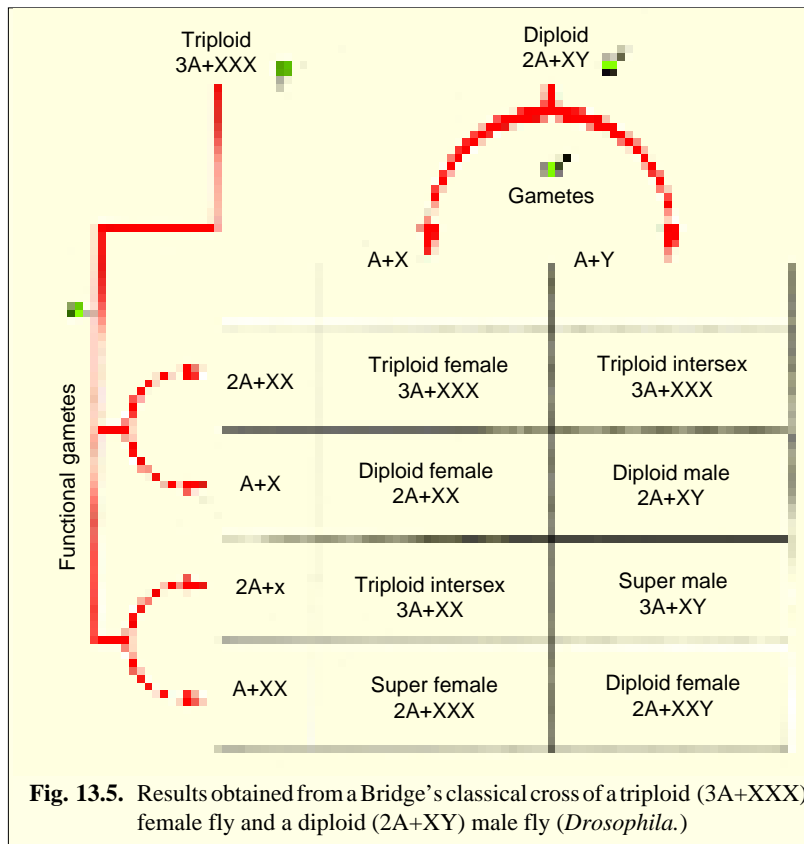 Triploid
3A+XXX
Diploid
2A+XY
Gametes
A+X
A+Y
Functional gametes
2A+XX
Triploid female
3A+XXX
Triploid intersex
3A+XXX
A+X
Diploid female
2A+XX
Diploid male
2A+XY
2A+x
Triploid intersex
3A+XX
Super male
3A+XY
A+XX
Super female
2A+XXX
Diploid female
2A+XXY
Fig. 13.5. Results obtained from a Bridge's classical cross of a triploid (3A+XXX)
female fly and a diploid (2A+XY) male fly (Drosophila.)